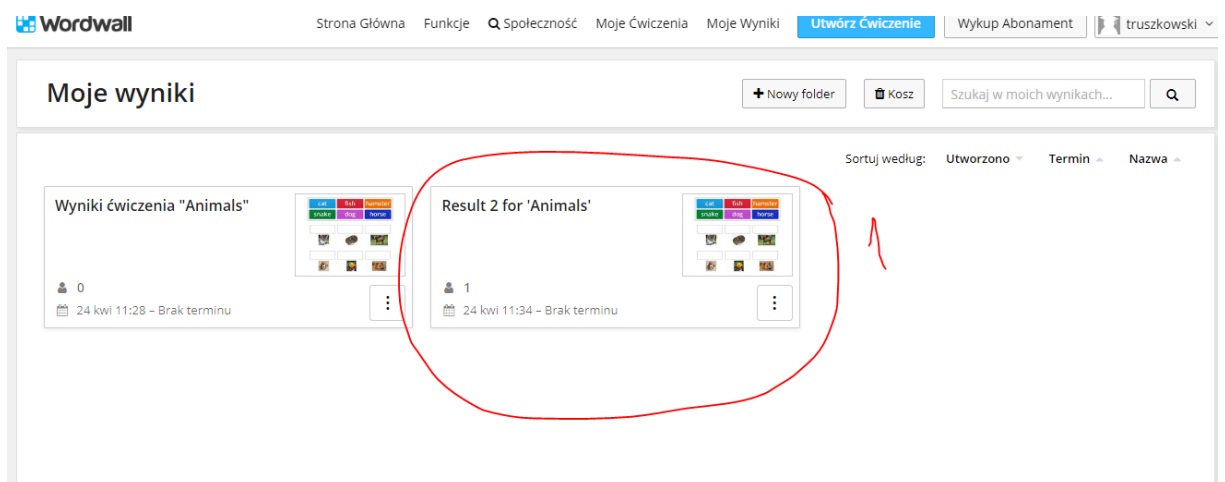 Wordwall
Strona Główna Funkcje Społeczność Moje Ćwiczenia Moje Wyniki Utwórz Ćwiczenie Wykup Abonament truszkowski
Moje wyniki
+ Nowy folder Kosz Szukaj w moich wynikach...
Sortuj według: Utworzono Termin Nazwa
Wyniki ćwiczenia "Animals"
cat fish hamster
snake dog horse
0
24 kwi 11:28 – Brak terminu
Result 2 for 'Animals'
cat fish hamster
snake dog horse
1
24 kwi 11:34 – Brak terminu
1